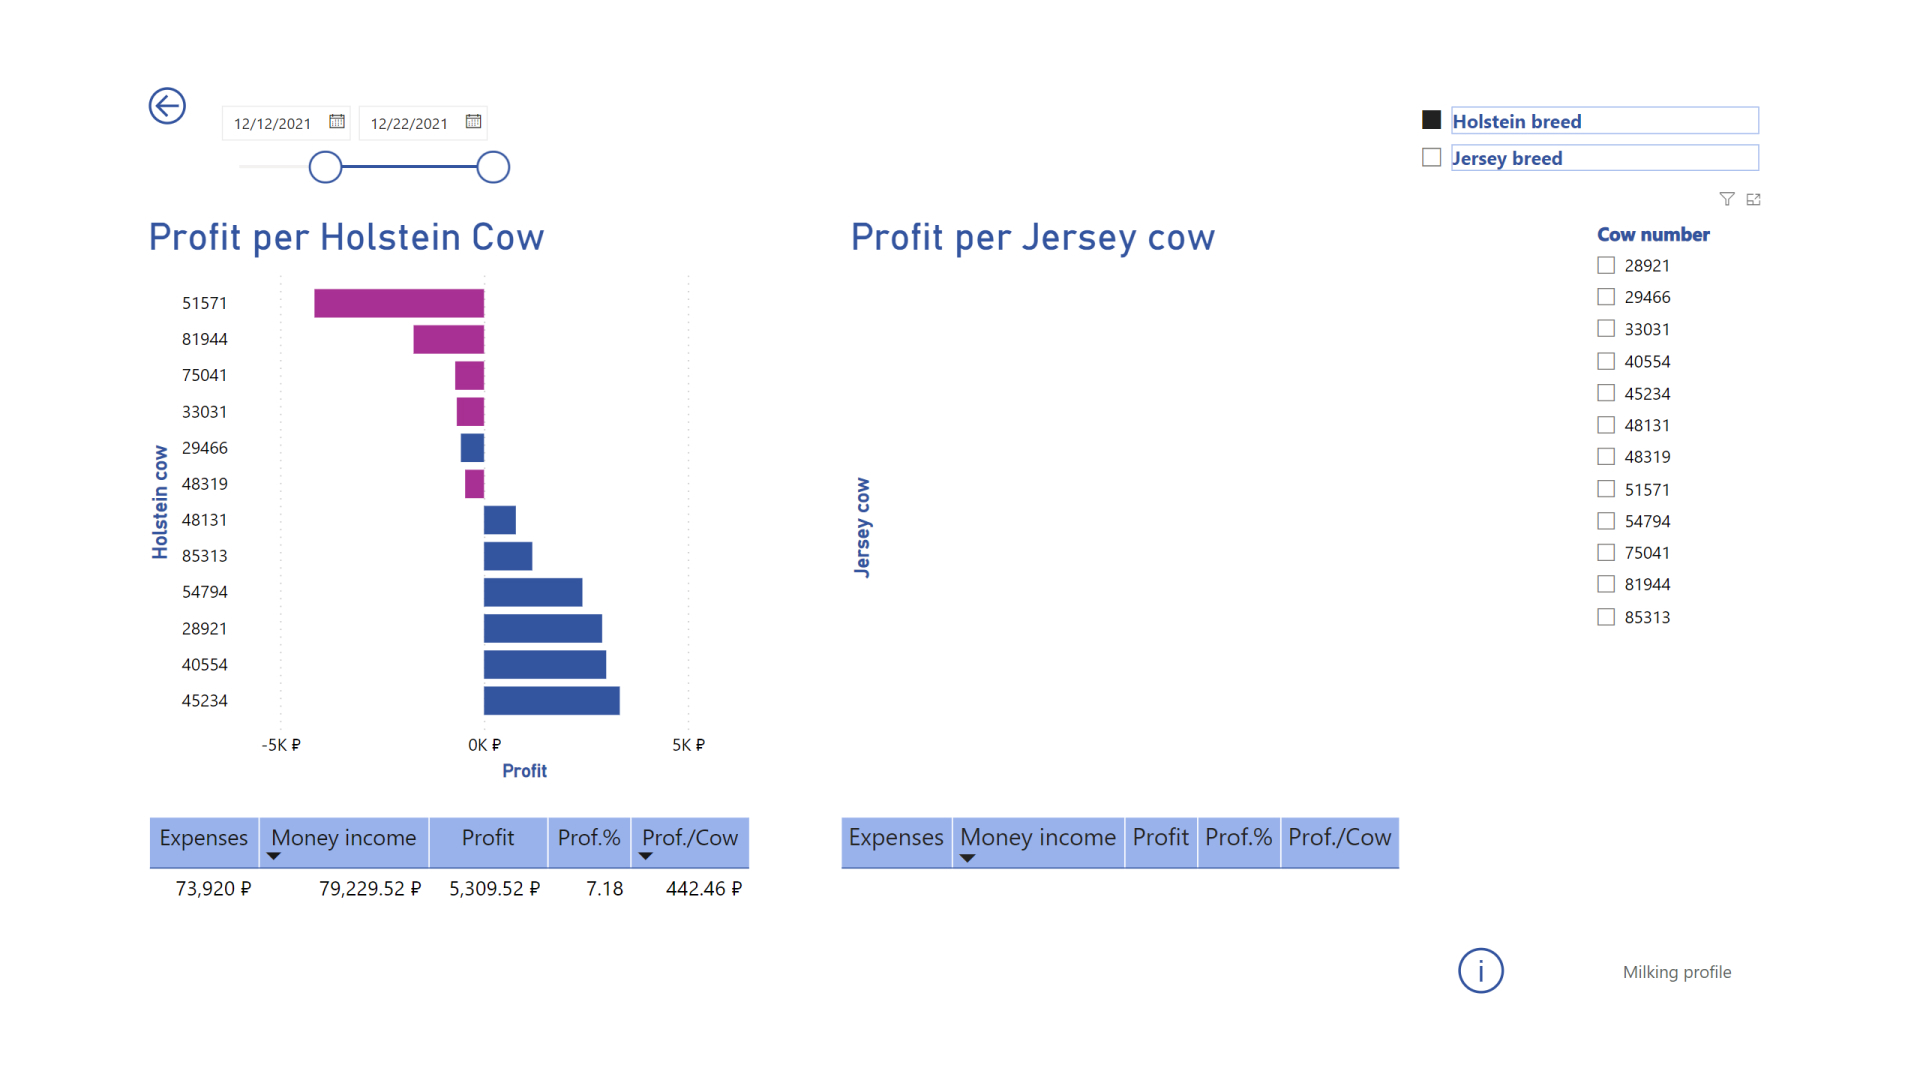 12/12/2021
12/22/2021
Holstein breed
Jersey breed
Profit per Holstein Cow
51571
81944
75041
33031
29466
48319
48131
85313
54794
28921
40554
45234
Holstein cow
-5K ₽ 0K ₽ 5K ₽
Profit
Expenses Money income Profit Prof.% Prof./Cow
73,920 ₽ 79,229.52 ₽ 5,309.52 ₽ 7.18 442.46 ₽
Profit per Jersey cow
Jersey cow
Expenses Money income Profit Prof.% Prof./Cow
Cow number
28921
29466
33031
40554
45234
48131
48319
51571
54794
75041
81944
85313
i
Milking profile